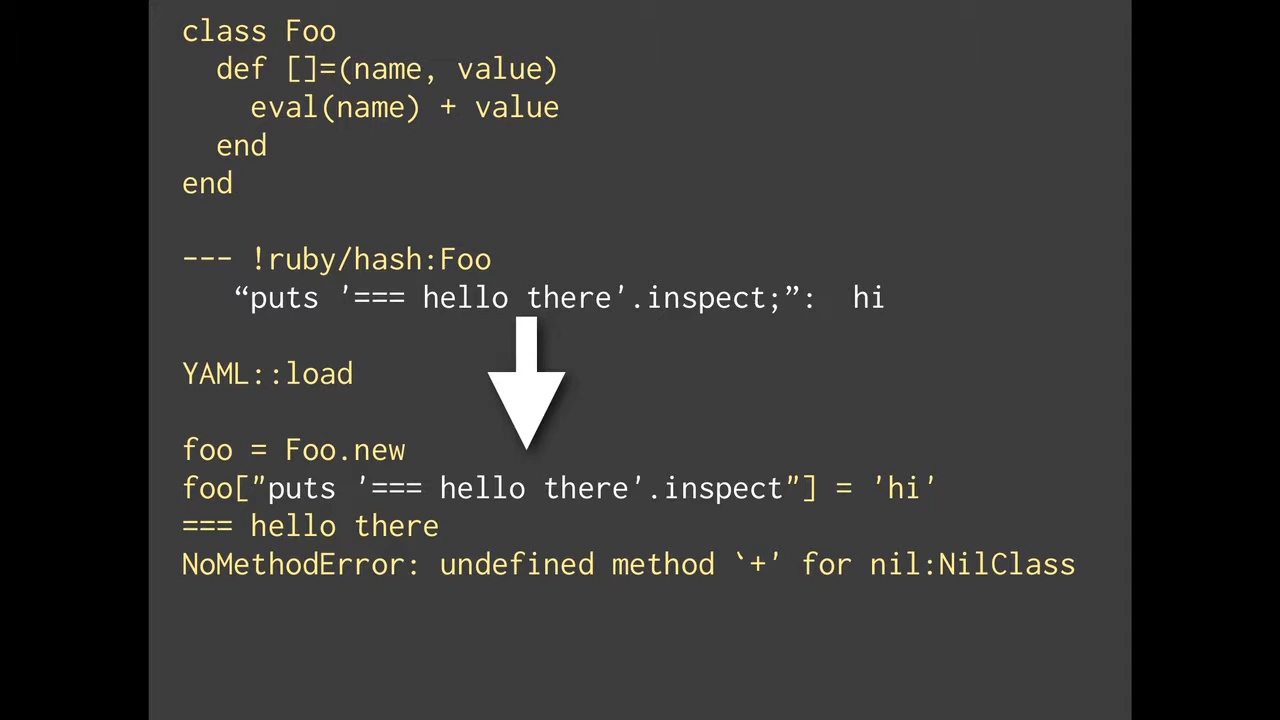 class Foo
  def []=(name, value)
    eval(name) + value
  end
end
--- !ruby/hash:Foo
   “puts '=== hello there'.inspect;”:  hi
YAML::load
foo = Foo.new
foo["puts '=== hello there'.inspect"] = 'hi'
=== hello there
NoMethodError: undefined method `+' for nil:NilClass